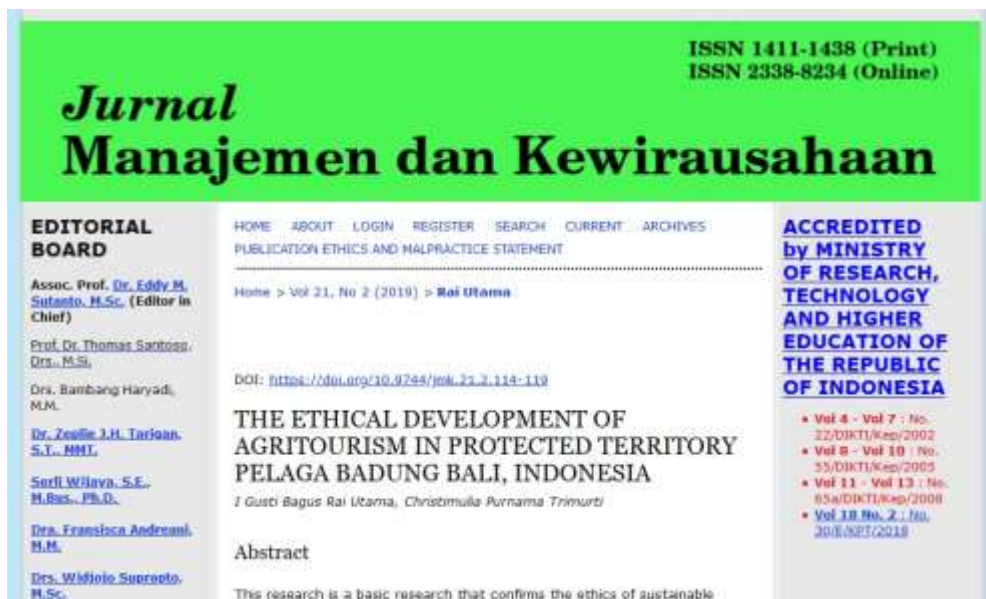 ISSN 1411-1438 (Print)
ISSN 2338-8234 (Online)
Jurnal
Manajemen dan Kewirausahaan
EDITORIAL
BOARD
Assoc. Prof. Dr. Eddy M.
Sutanto, M.Sc. (Editor in
Chief)
Prof. Dr. Thomas Santoso,
Drs., M.Si.
Drs. Bambang Haryadi,
M.M.
Dr. Zeplin J.H. Tarigan,
S.T., MMT.
Serli Wijaya, S.E.,
M.Bus., Ph.D.
Dra. Fransisca Andreani,
M.M.
Drs. Widjojo Suprapto,
M.Sc.
HOME ABOUT LOGIN REGISTER SEARCH CURRENT ARCHIVES
PUBLICATION ETHICS AND MALPRACTICE STATEMENT
Home > Vol 21, No 2 (2019) > Rai Utama
DOI: https://doi.org/10.9744/jmk.21.2.114-119
THE ETHICAL DEVELOPMENT OF
AGRITOURISM IN PROTECTED TERRITORY
PELAGA BADUNG BALI, INDONESIA
I Gusti Bagus Rai Utama, Christimulia Purnama Trimurti
Abstract
This research is a basic research that confirms the ethics of sustainable
ACCREDITED
by MINISTRY
OF RESEARCH,
TECHNOLOGY
AND HIGHER
EDUCATION OF
THE REPUBLIC
OF INDONESIA
• Vol 4 - Vol 7 : No.
22/DIKTI/Kep/2002
• Vol 8 - Vol 10 : No.
55/DIKTI/Kep/2005
• Vol 11 - Vol 13 : No.
65a/DIKTI/Kep/2008
• Vol 18 No. 2 : No.
30/E/KPT/2018